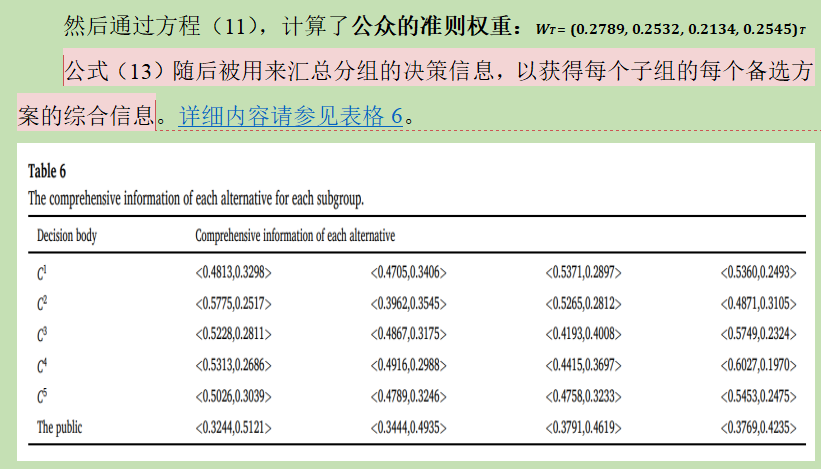 然后通过方程（11），计算了公众的准则权重：WT= (0.2789, 0.2532, 0.2134, 0.2545)T
公式（13）随后被用来汇总分组的决策信息，以获得每个子组的每个备选方
案的综合信息。详细内容请参见表格 6。
Table 6
The comprehensive information of each alternative for each subgroup.
Decision body Comprehensive information of each alternative
C1 <0.4813,0.3298> <0.4705,0.3406> <0.5371,0.2897> <0.5360,0.2493>
C2 <0.5775,0.2517> <0.3962,0.3545> <0.5265,0.2812> <0.4871,0.3105>
C3 <0.5228,0.2811> <0.4867,0.3175> <0.4193,0.4008> <0.5749,0.2324>
C4 <0.5313,0.2686> <0.4916,0.2988> <0.4415,0.3697> <0.6027,0.1970>
C5 <0.5026,0.3039> <0.4789,0.3246> <0.4758,0.3233> <0.5453,0.2475>
The public <0.3244,0.5121> <0.3444,0.4935> <0.3791,0.4619> <0.3769,0.4235>